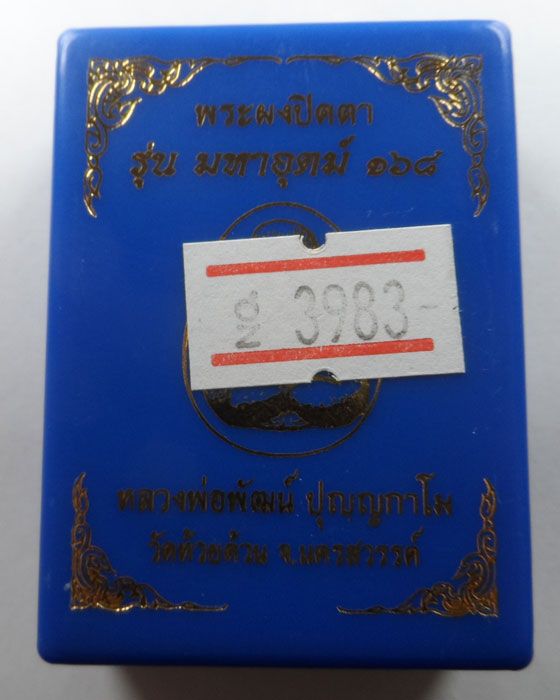 พระผงปิดตา
รุ่น มหาอุตม์ ๑๖๘
No. 3983-
หลวงพ่อพัฒน์ ปุญญกาโม
วัดห้วยด้วน จ.นครสวรรค์